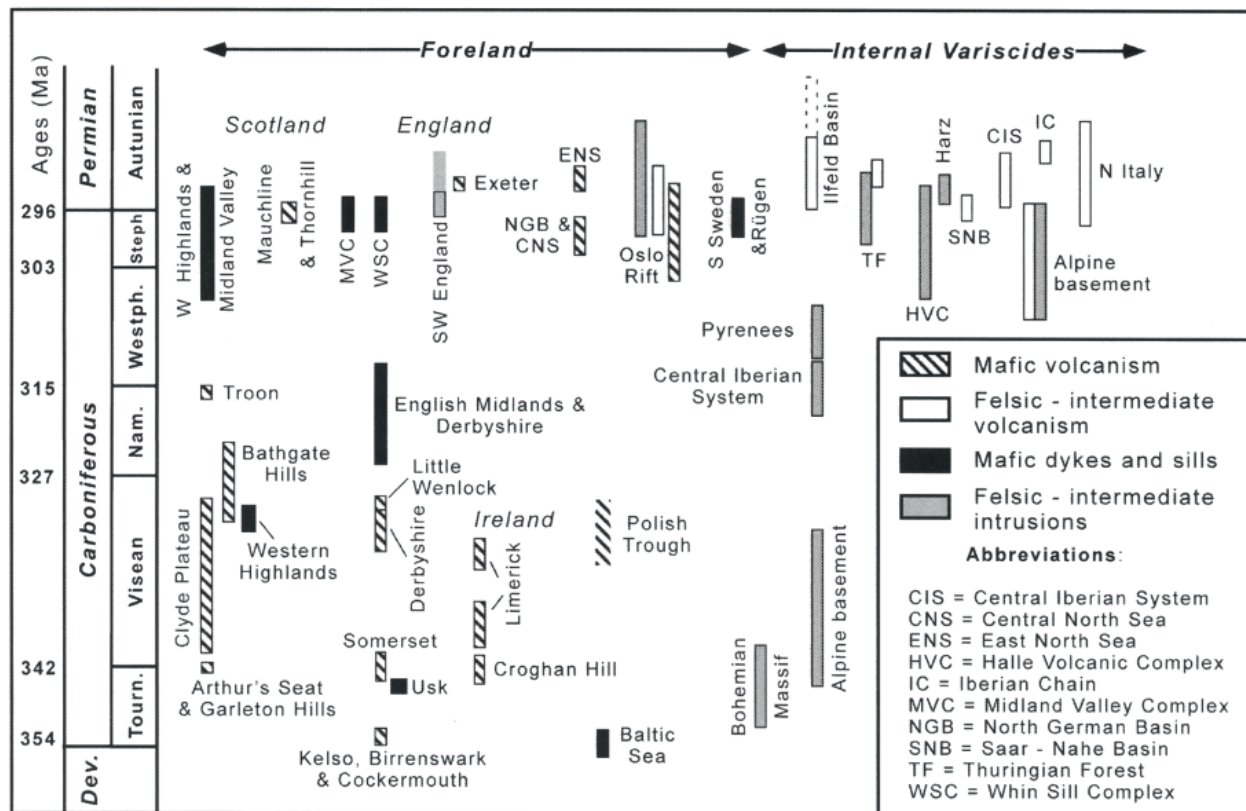 Foreland
Internal Variscides
Ages (Ma)
Permian
Autunian
Scotland
England
Ilfeld Basin
Harz
CIS
IC
N Italy
ENS
Exeter
296
W Highlands &
Midland Valley
Mauchline
& Thornhill
MVC
WSC
SW England
NGB &
CNS
Oslo
Rift
S Sweden
&Rügen
TF
HVC
SNB
Alpine
basement
Steph
303
Carboniferous
Westph.
Pyrenees
Central Iberian
System
315
Troon
English Midlands &
Derbyshire
Nam.
Bathgate
Hills
327
Little
Wenlock
Ireland
Visean
Clyde Plateau
Western
Highlands
Derbyshire
Limerick
Polish
Trough
Alpine basement
Somerset
Croghan Hill
Bohemian
Massif
342
Arthur's Seat
& Garleton Hills
Usk
Tourn.
354
Kelso, Birrenswark
& Cockermouth
Baltic
Sea
Dev.
Mafic volcanism
Felsic - intermediate
volcanism
Mafic dykes and sills
Felsic - intermediate
intrusions
Abbreviations:
CIS = Central Iberian System
CNS = Central North Sea
ENS = East North Sea
HVC = Halle Volcanic Complex
IC = Iberian Chain
MVC = Midland Valley Complex
NGB = North German Basin
SNB = Saar - Nahe Basin
TF = Thuringian Forest
WSC = Whin Sill Complex